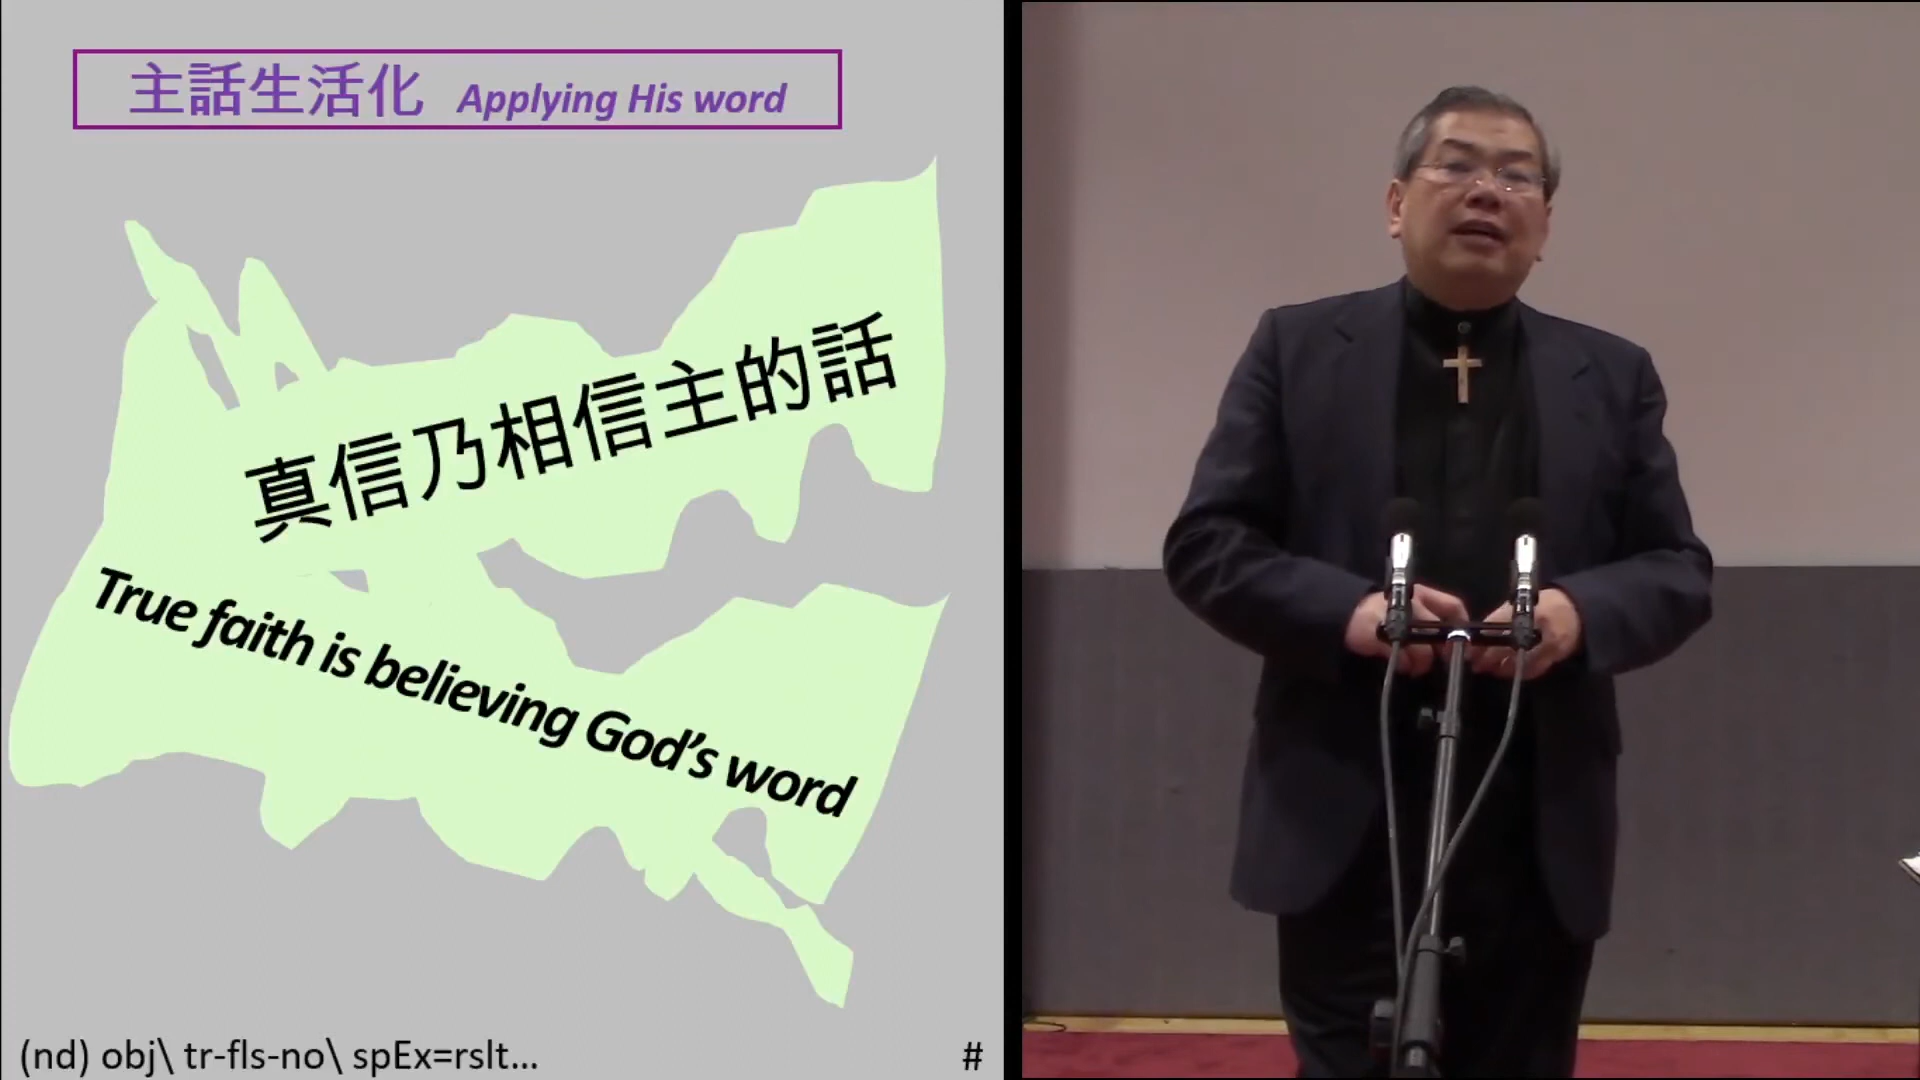 主話生活化 Applying His word
真信乃相信主的話
True faith is believing God's word
(nd) obj\ tr-fls-no\ spEx=rslt... #